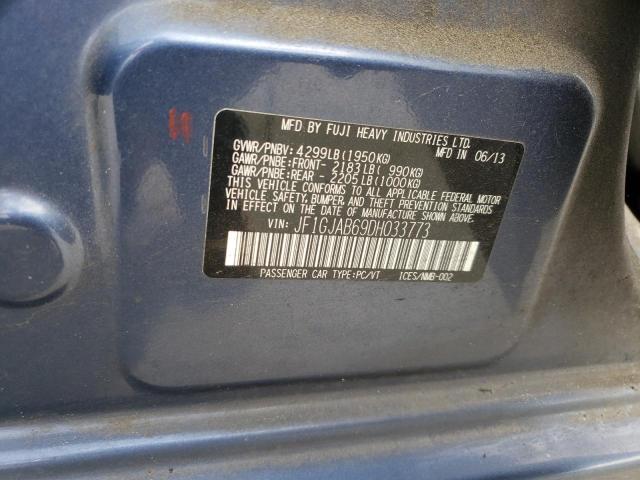 MFD BY FUJI HEAVY INDUSTRIES LTD.
GVWR/PNBV: 4299LB(1950KG) MFD IN 06/13
GAWR/PNBE:FRONT- 2183LB( 990KG)
GAWR/PNBE:REAR - 2205LB(1000KG)
THIS VEHICLE CONFORMS TO ALL APPLICABLE FEDERAL MOTOR
VEHICLE SAFETY, BUMPER, AND THEFT PREVENTION STANDARDS
IN EFFECT ON THE DATE OF MANUFACTURE SHOWN ABOVE.
VIN: JF1GJAB69DH033773
PASSENGER CAR TYPE:PC/VT ICES/NMB-002